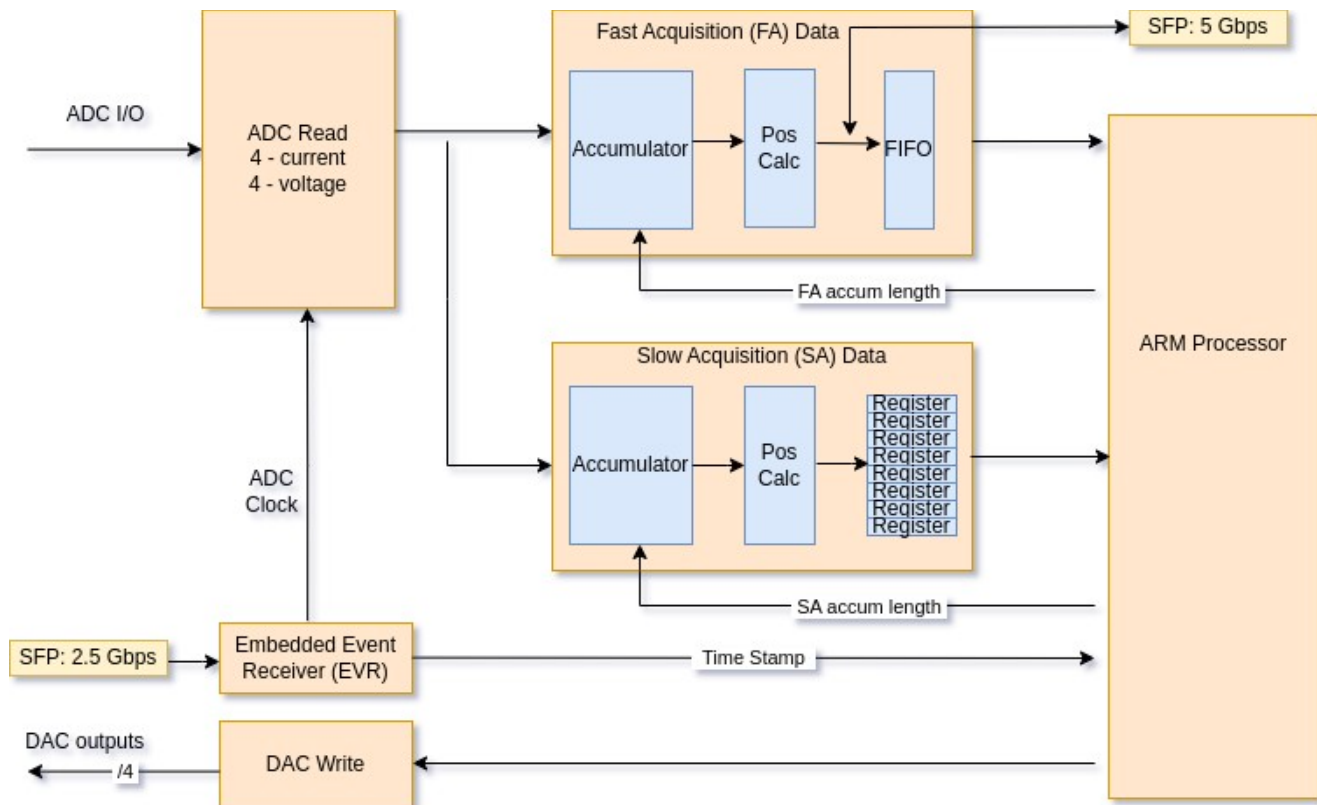 Fast Acquisition (FA) Data
SFP: 5 Gbps
ADC I/O
ADC Read
4 - current
4 - voltage
Accumulator
Pos
Calc
FIFO
FA accum length
ARM Processor
Slow Acquisition (SA) Data
Accumulator
Pos
Calc
Register
Register
Register
Register
Register
Register
Register
Register
ADC
Clock
SA accum length
SFP: 2.5 Gbps
Embedded Event
Receiver (EVR)
Time Stamp
DAC outputs
/4
DAC Write